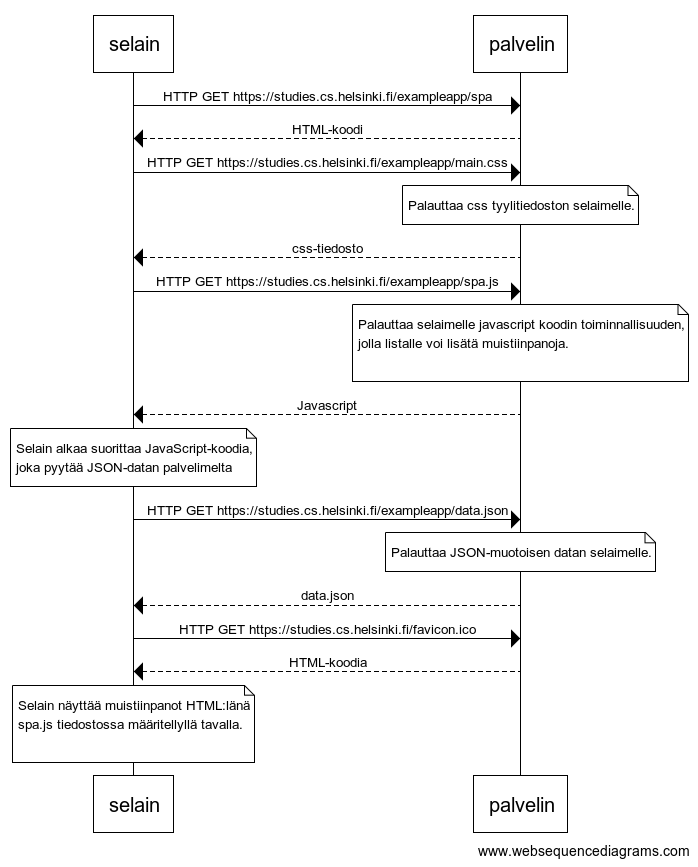 selain
palvelin
HTTP GET https://studies.cs.helsinki.fi/exampleapp/spa
HTML-koodi
HTTP GET https://studies.cs.helsinki.fi/exampleapp/main.css
Palauttaa css tyylitiedoston selaimelle.
css-tiedosto
HTTP GET https://studies.cs.helsinki.fi/exampleapp/spa.js
Palauttaa selaimelle javascript koodin toiminnallisuuden,
jolla listalle voi lisätä muistiinpanoja.
Javascript
Selain alkaa suorittaa JavaScript-koodia,
joka pyytää JSON-datan palvelimelta
HTTP GET https://studies.cs.helsinki.fi/exampleapp/data.json
Palauttaa JSON-muotoisen datan selaimelle.
data.json
HTTP GET https://studies.cs.helsinki.fi/favicon.ico
HTML-koodia
Selain näyttää muistiinpanot HTML:länä
spa.js tiedostossa määritellyllä tavalla.
selain
palvelin
www.websequencediagrams.com